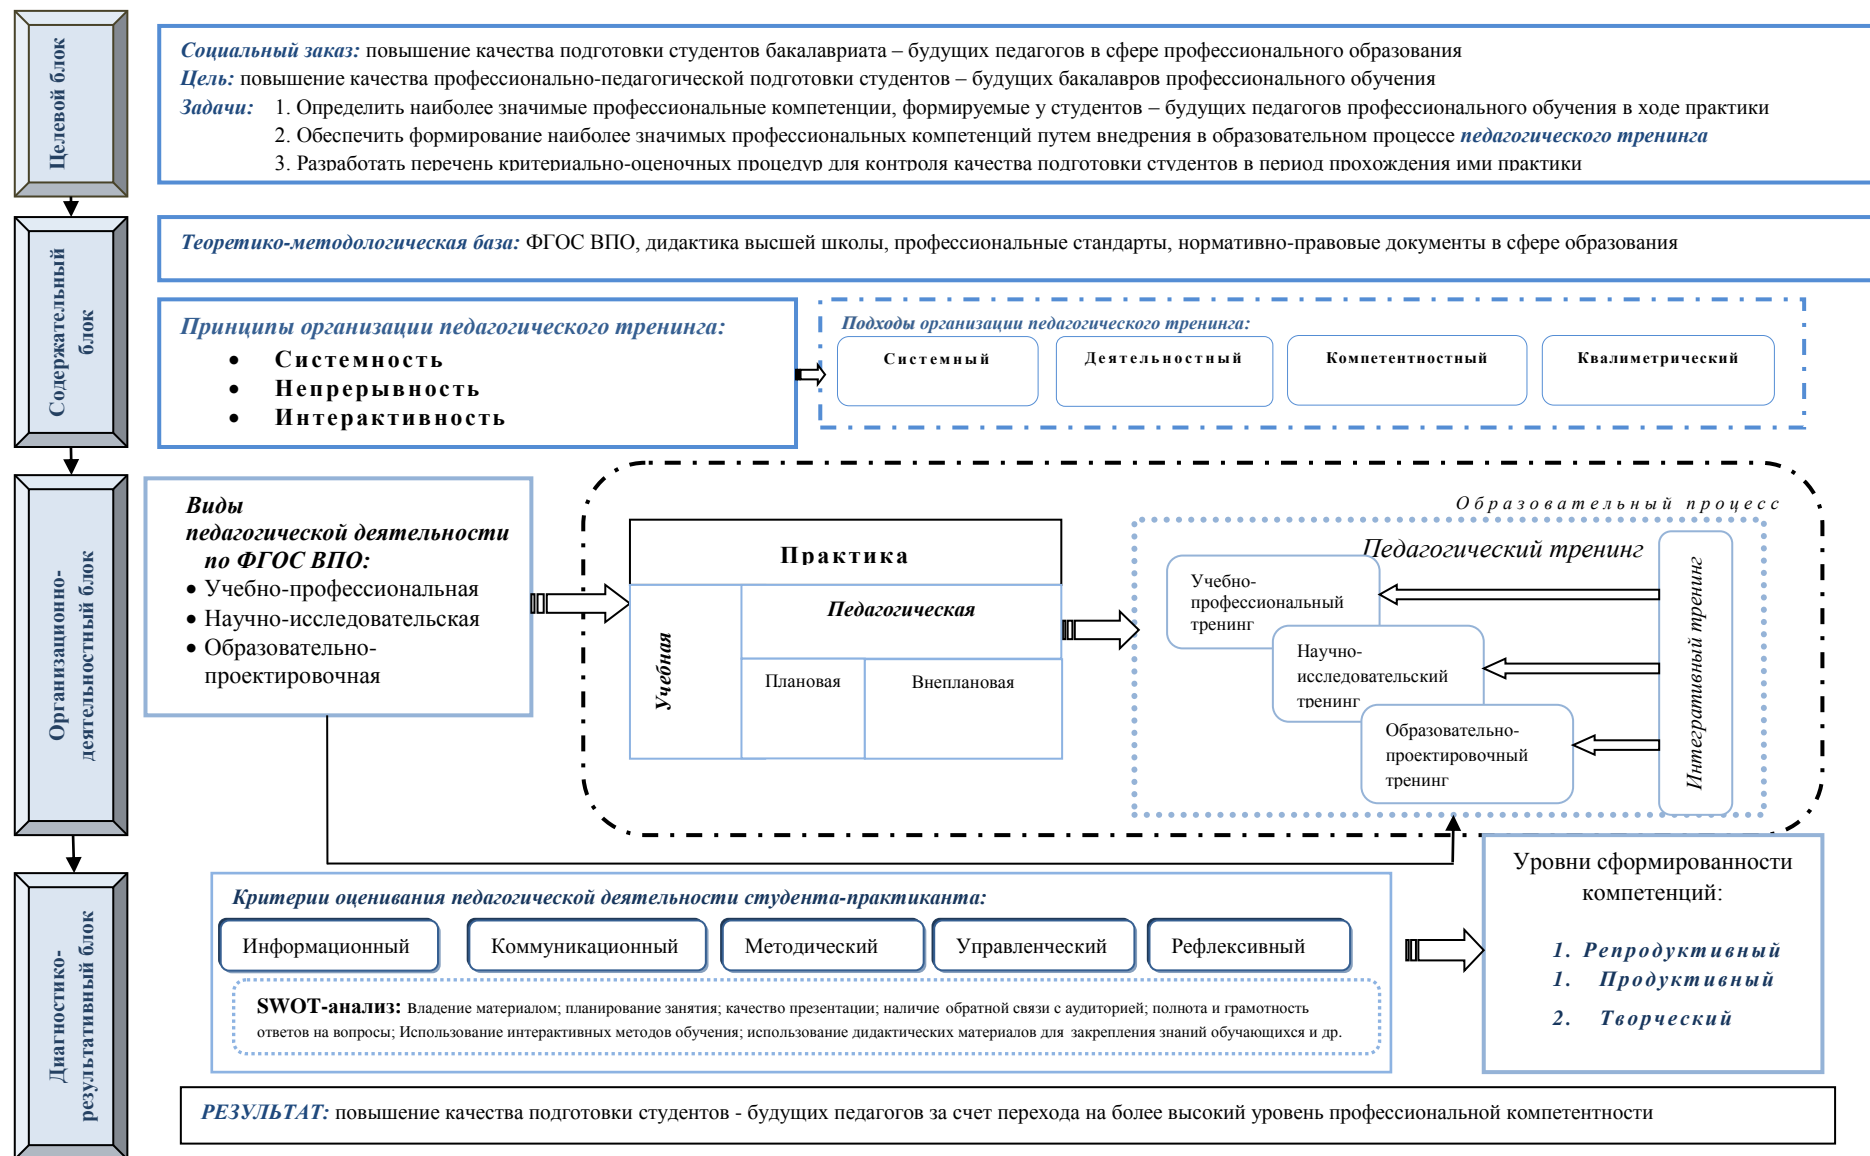 Целевой блок
Социальный заказ: повышение качества подготовки студентов бакалавриата – будущих педагогов в сфере профессионального образования
Цель: повышение качества профессионально-педагогической подготовки студентов – будущих бакалавров профессионального обучения
Задачи: 1. Определить наиболее значимые профессиональные компетенции, формируемые у студентов – будущих педагогов профессионального обучения в ходе практики
2. Обеспечить формирование наиболее значимых профессиональных компетенций путем внедрения в образовательном процессе педагогического тренинга
3. Разработать перечень критериально-оценочных процедур для контроля качества подготовки студентов в период прохождения ими практики
Содержательный
блок
Теоретико-методологическая база: ФГОС ВПО, дидактика высшей школы, профессиональные стандарты, нормативно-правовые документы в сфере образования
Принципы организации педагогического тренинга:
• Системность
• Непрерывность
• Интерактивность
Подходы организации педагогического тренинга:
Системный
Деятельностный
Компетентностный
Квалиметрический
Организационно-
деятельностный блок
Виды
педагогической деятельности
по ФГОС ВПО:
• Учебно-профессиональная
• Научно-исследовательская
• Образовательно-
проектировочная
Практика
Учебная
Педагогическая
Плановая
Внеплановая
Образовательный процесс
Педагогический тренинг
Учебно-
профессиональный
тренинг
Научно-
исследовательский
тренинг
Образовательно-
проектировочный
тренинг
Интегративный тренинг
Диагностико-
результативный блок
Критерии оценивания педагогической деятельности студента-практиканта:
Информационный
Коммуникационный
Методический
Управленческий
Рефлексивный
SWOT-анализ: Владение материалом; планирование занятия; качество презентации; наличие обратной связи с аудиторией; полнота и грамотность
ответов на вопросы; Использование интерактивных методов обучения; использование дидактических материалов для закрепления знаний обучающихся и др.
Уровни сформированности
компетенций:
1. Репродуктивный
1. Продуктивный
2. Творческий
РЕЗУЛЬТАТ: повышение качества подготовки студентов - будущих педагогов за счет перехода на более высокий уровень профессиональной компетентности